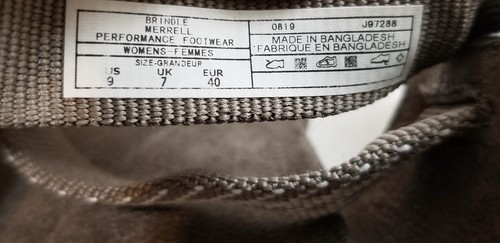 BRINDLE
MERRELL
PERFORMANCE FOOTWEAR
WOMENS-FEMMES
SIZE-GRANDEUR
US UK EUR
9 7 40
0819 J97288
MADE IN BANGLADESH
FABRIQUE EN BANGLADESH